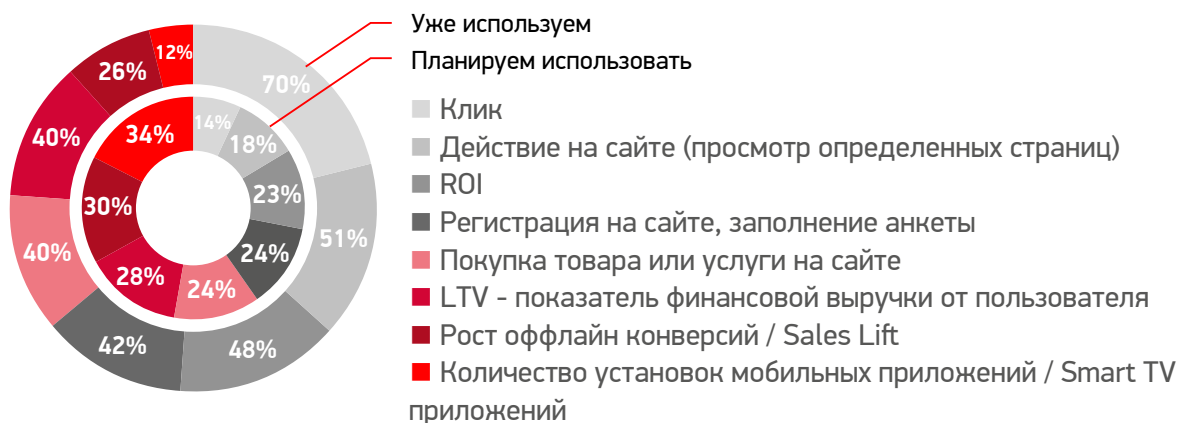 Уже используем
Планируем использовать
12%
70%
26%
40%
40%
42%
48%
51%
14%
18%
23%
24%
24%
28%
30%
34%
Клик
Действие на сайте (просмотр определенных страниц)
ROI
Регистрация на сайте, заполнение анкеты
Покупка товара или услуги на сайте
LTV - показатель финансовой выручки от пользователя
Рост оффлайн конверсий / Sales Lift
Количество установок мобильных приложений / Smart TV
приложений